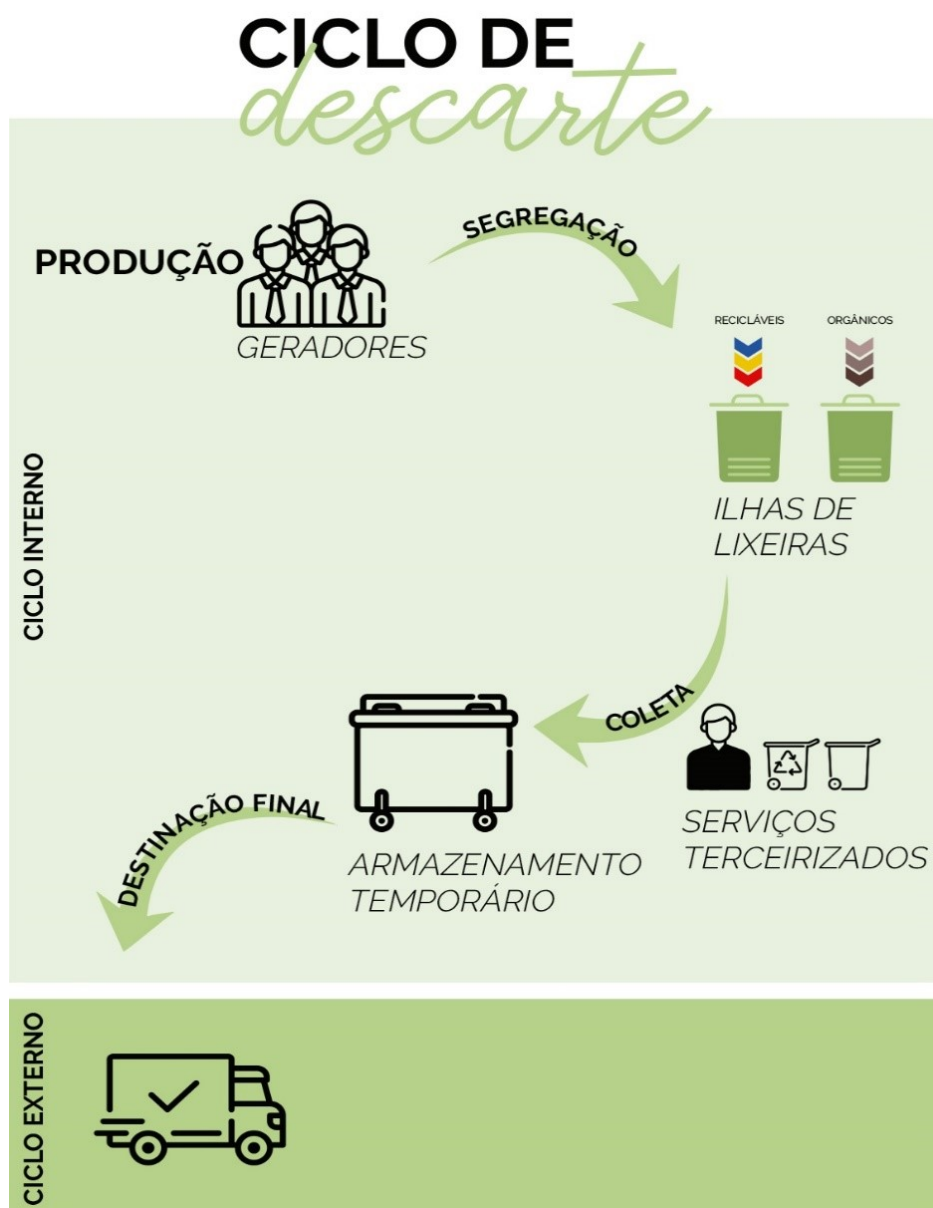 CICLO DE
descarte
PRODUÇÃO
GERADORES
SEGREGAÇÃO
RECICLÁVEIS
ORGÂNICOS
ILHAS DE
LIXEIRAS
CICLO INTERNO
COLETA
SERVIÇOS
TERCEIRIZADOS
ARMAZENAMENTO
TEMPORÁRIO
DESTINAÇÃO FINAL
CICLO EXTERNO